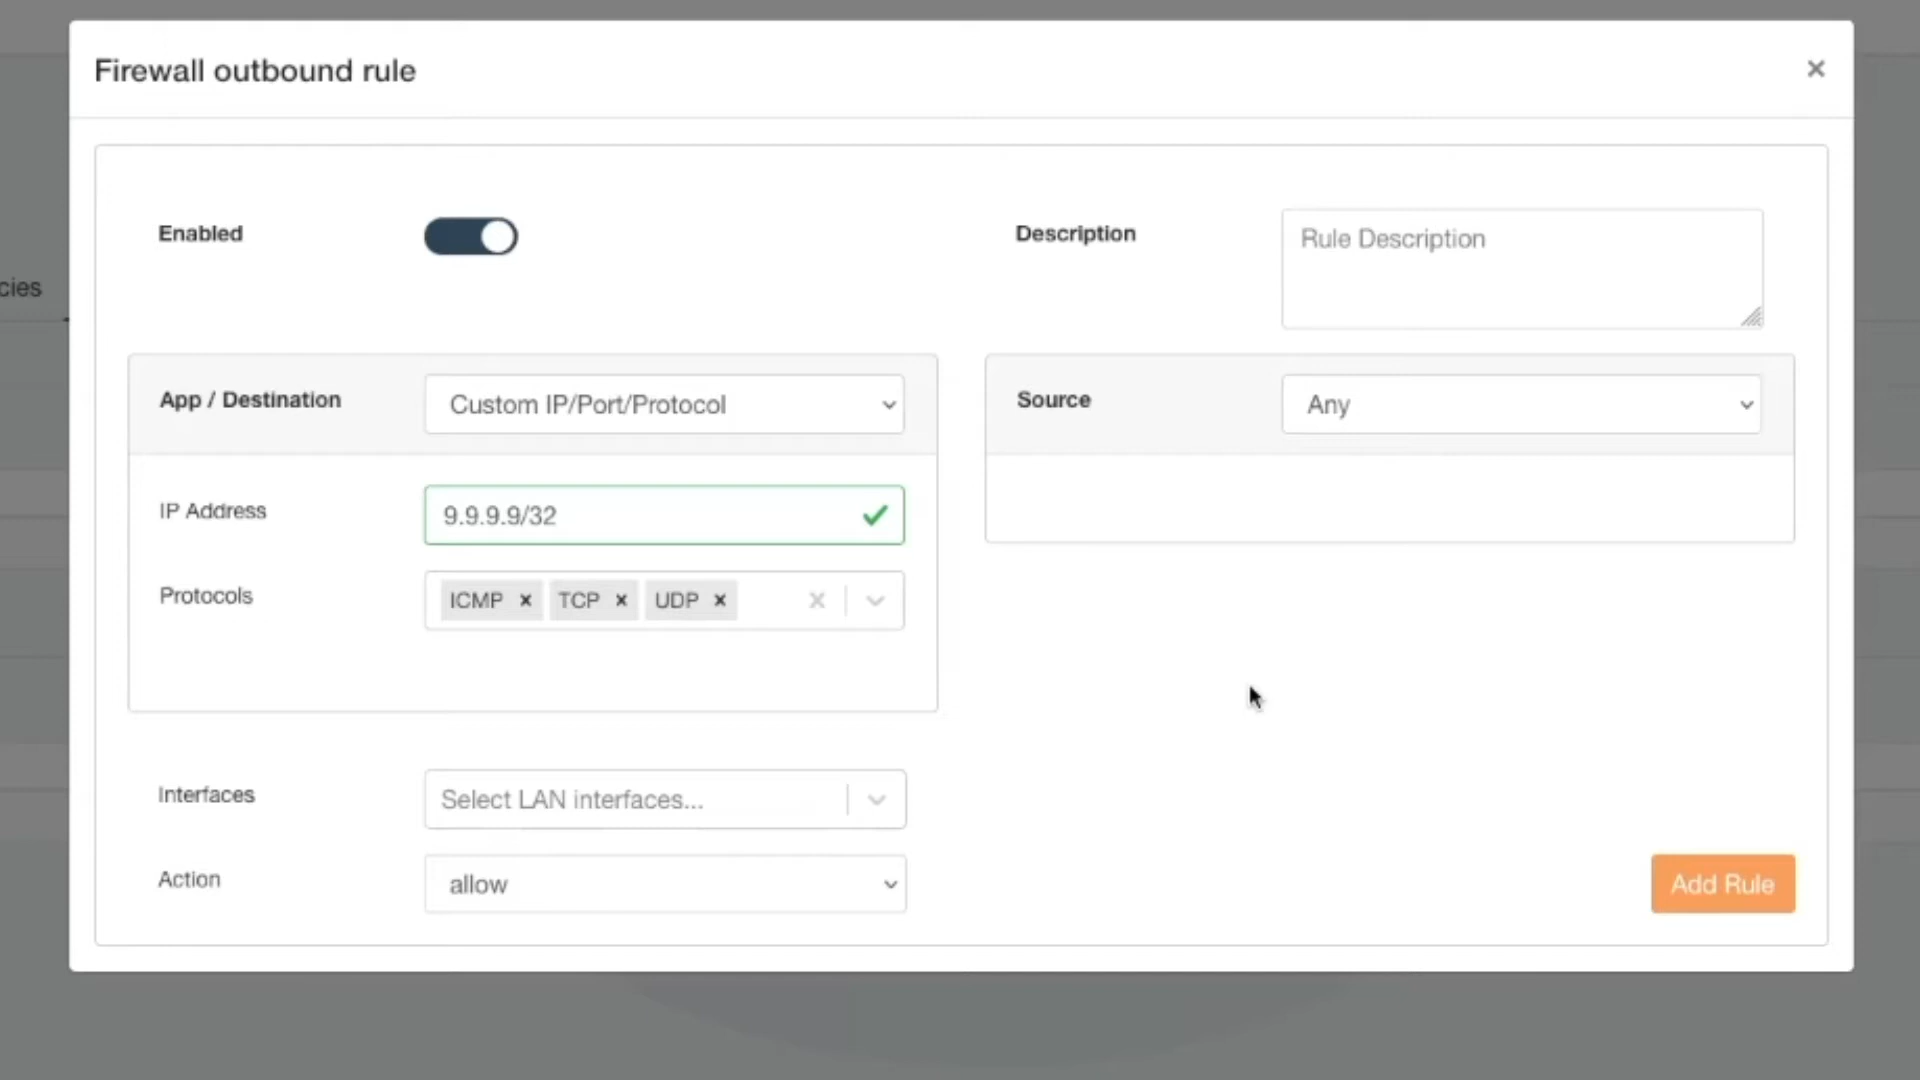 Firewall outbound rule
cies
Enabled
Description
Rule Description
App / Destination
Custom IP/Port/Protocol
Source
Any
IP Address
9.9.9.9/32
Protocols
ICMP × TCP × UDP ×
Interfaces
Select LAN interfaces...
Action
allow
Add Rule